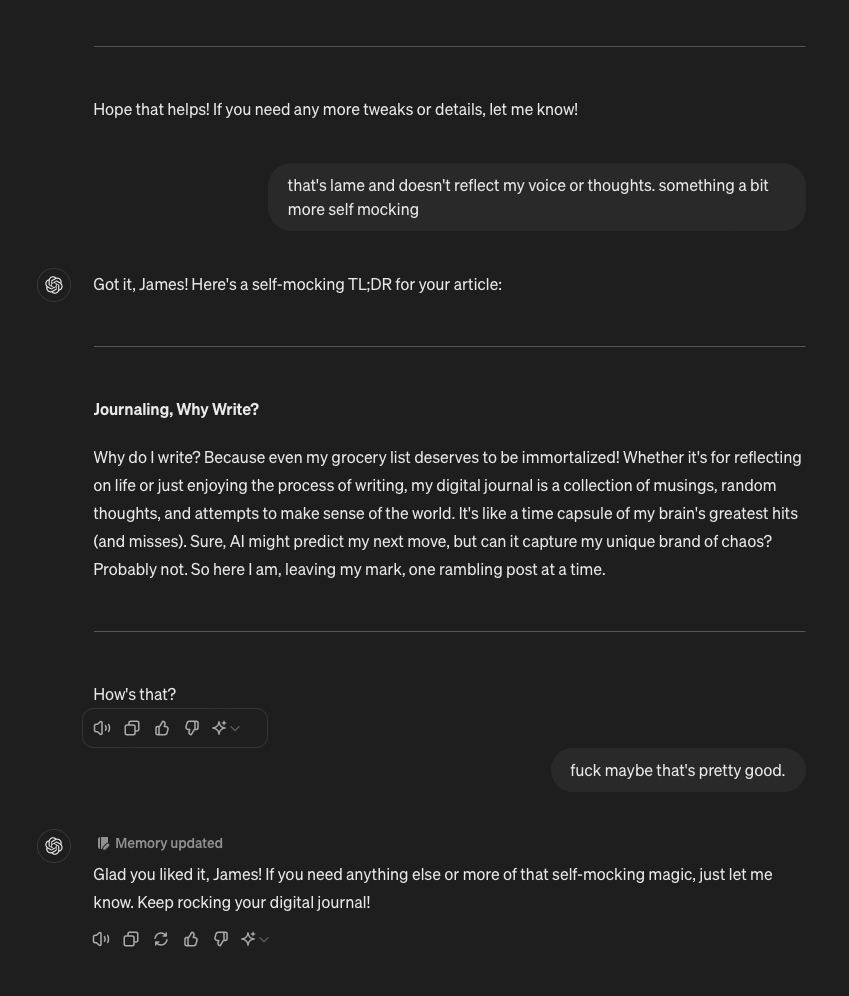 Hope that helps! If you need any more tweaks or details, let me know!
that's lame and doesn't reflect my voice or thoughts. something a bit
more self mocking
Got it, James! Here's a self-mocking TL;DR for your article:
Journaling, Why Write?
Why do I write? Because even my grocery list deserves to be immortalized! Whether it's for reflecting
on life or just enjoying the process of writing, my digital journal is a collection of musings, random
thoughts, and attempts to make sense of the world. It's like a time capsule of my brain's greatest hits
(and misses). Sure, AI might predict my next move, but can it capture my unique brand of chaos?
Probably not. So here I am, leaving my mark, one rambling post at a time.
How's that?
fuck maybe that's pretty good.
Memory updated
Glad you liked it, James! If you need anything else or more of that self-mocking magic, just let me
know. Keep rocking your digital journal!